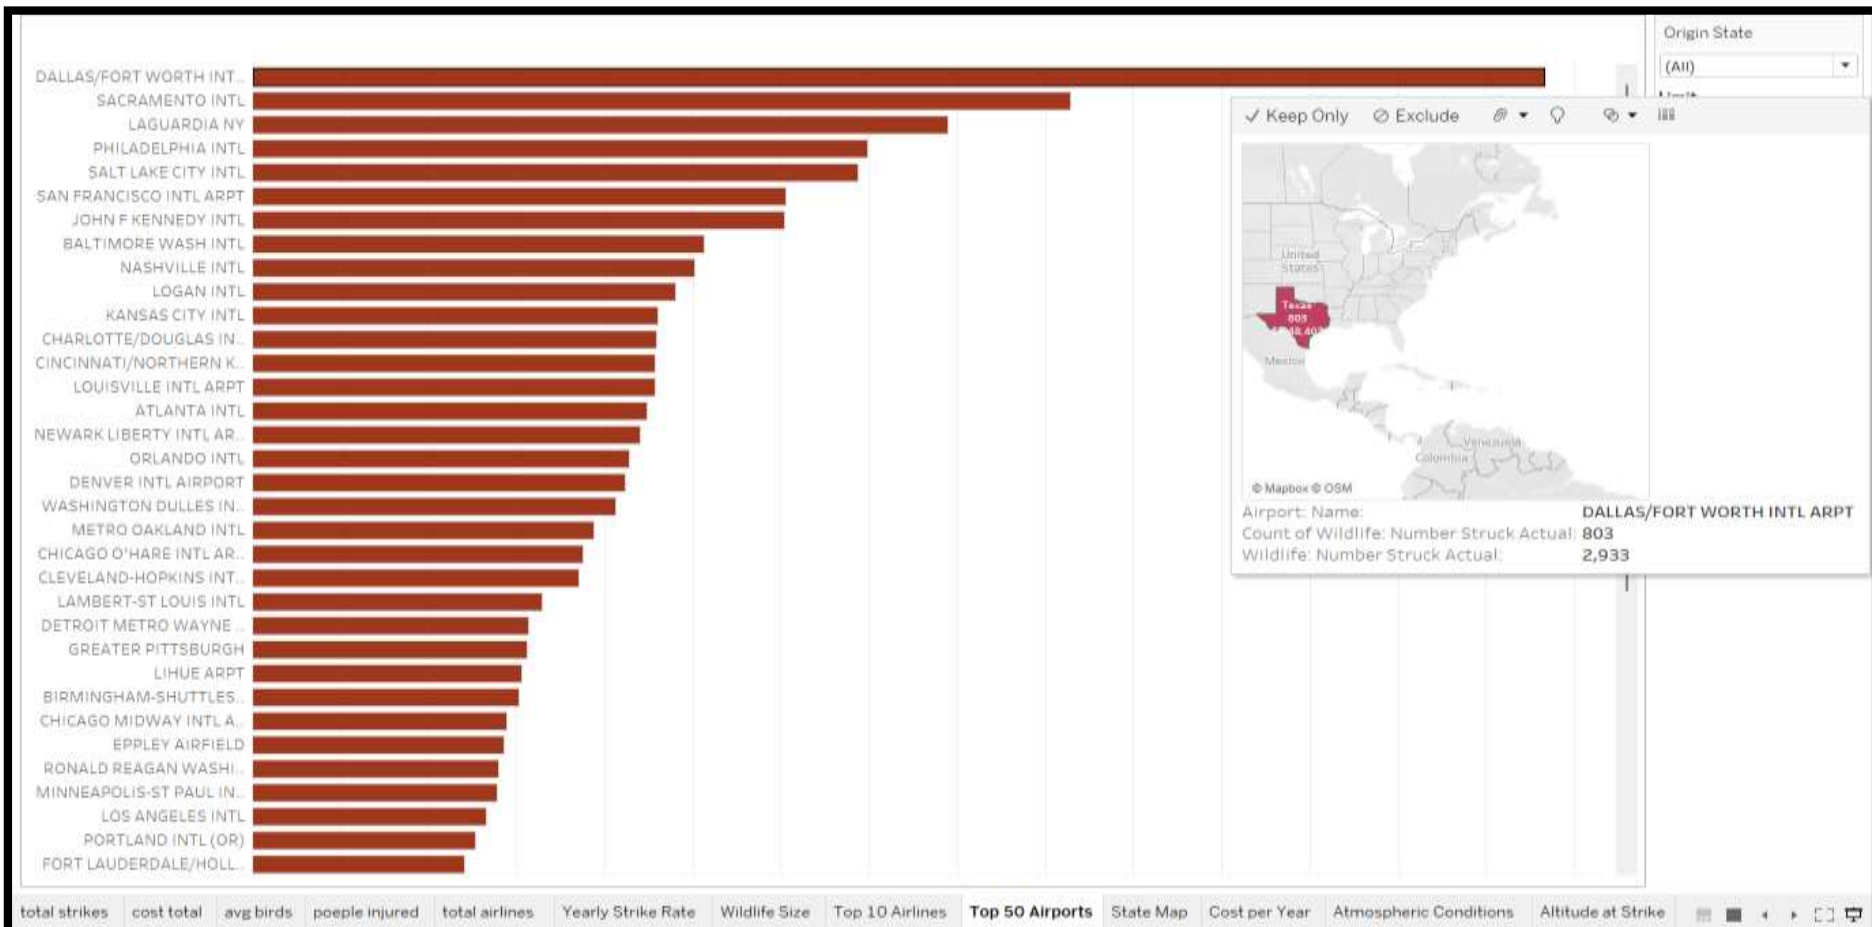 Origin State
(All)
DALLAS/FORT WORTH INT..
SACRAMENTO INTL
LAGUARDIA NY
PHILADELPHIA INTL
SALT LAKE CITY INTL
SAN FRANCISCO INTL ARPT
JOHN F KENNEDY INTL
BALTIMORE WASH INTL
NASHVILLE INTL
LOGAN INTL
KANSAS CITY INTL
CHARLOTTE/DOUGLAS IN..
CINCINNATI/NORTHERN K..
LOUISVILLE INTL ARPT
ATLANTA INTL
NEWARK LIBERTY INTL AR..
ORLANDO INTL
DENVER INTL AIRPORT
WASHINGTON DULLES IN..
METRO OAKLAND INTL
CHICAGO O'HARE INTL AR..
CLEVELAND-HOPKINS INT..
LAMBERT-ST LOUIS INTL
DETROIT METRO WAYNE ..
GREATER PITTSBURGH
LIHUE ARPT
BIRMINGHAM-SHUTTLES..
CHICAGO MIDWAY INTL A..
EPPLEY AIRFIELD
RONALD REAGAN WASHI..
MINNEAPOLIS-ST PAUL IN..
LOS ANGELES INTL
PORTLAND INTL (OR)
FORT LAUDERDALE/HOLL..
Keep Only Exclude
United
States
Texas
803
Mexico
Venezuela
Colombia
© Mapbox © OSM
Airport: Name: DALLAS/FORT WORTH INTL ARPT
Count of Wildlife: Number Struck Actual: 803
Wildlife: Number Struck Actual: 2,933
total strikes cost total avg birds poeple injured total airlines Yearly Strike Rate Wildlife Size Top 10 Airlines Top 50 Airports State Map Cost per Year Atmospheric Conditions Altitude at Strike